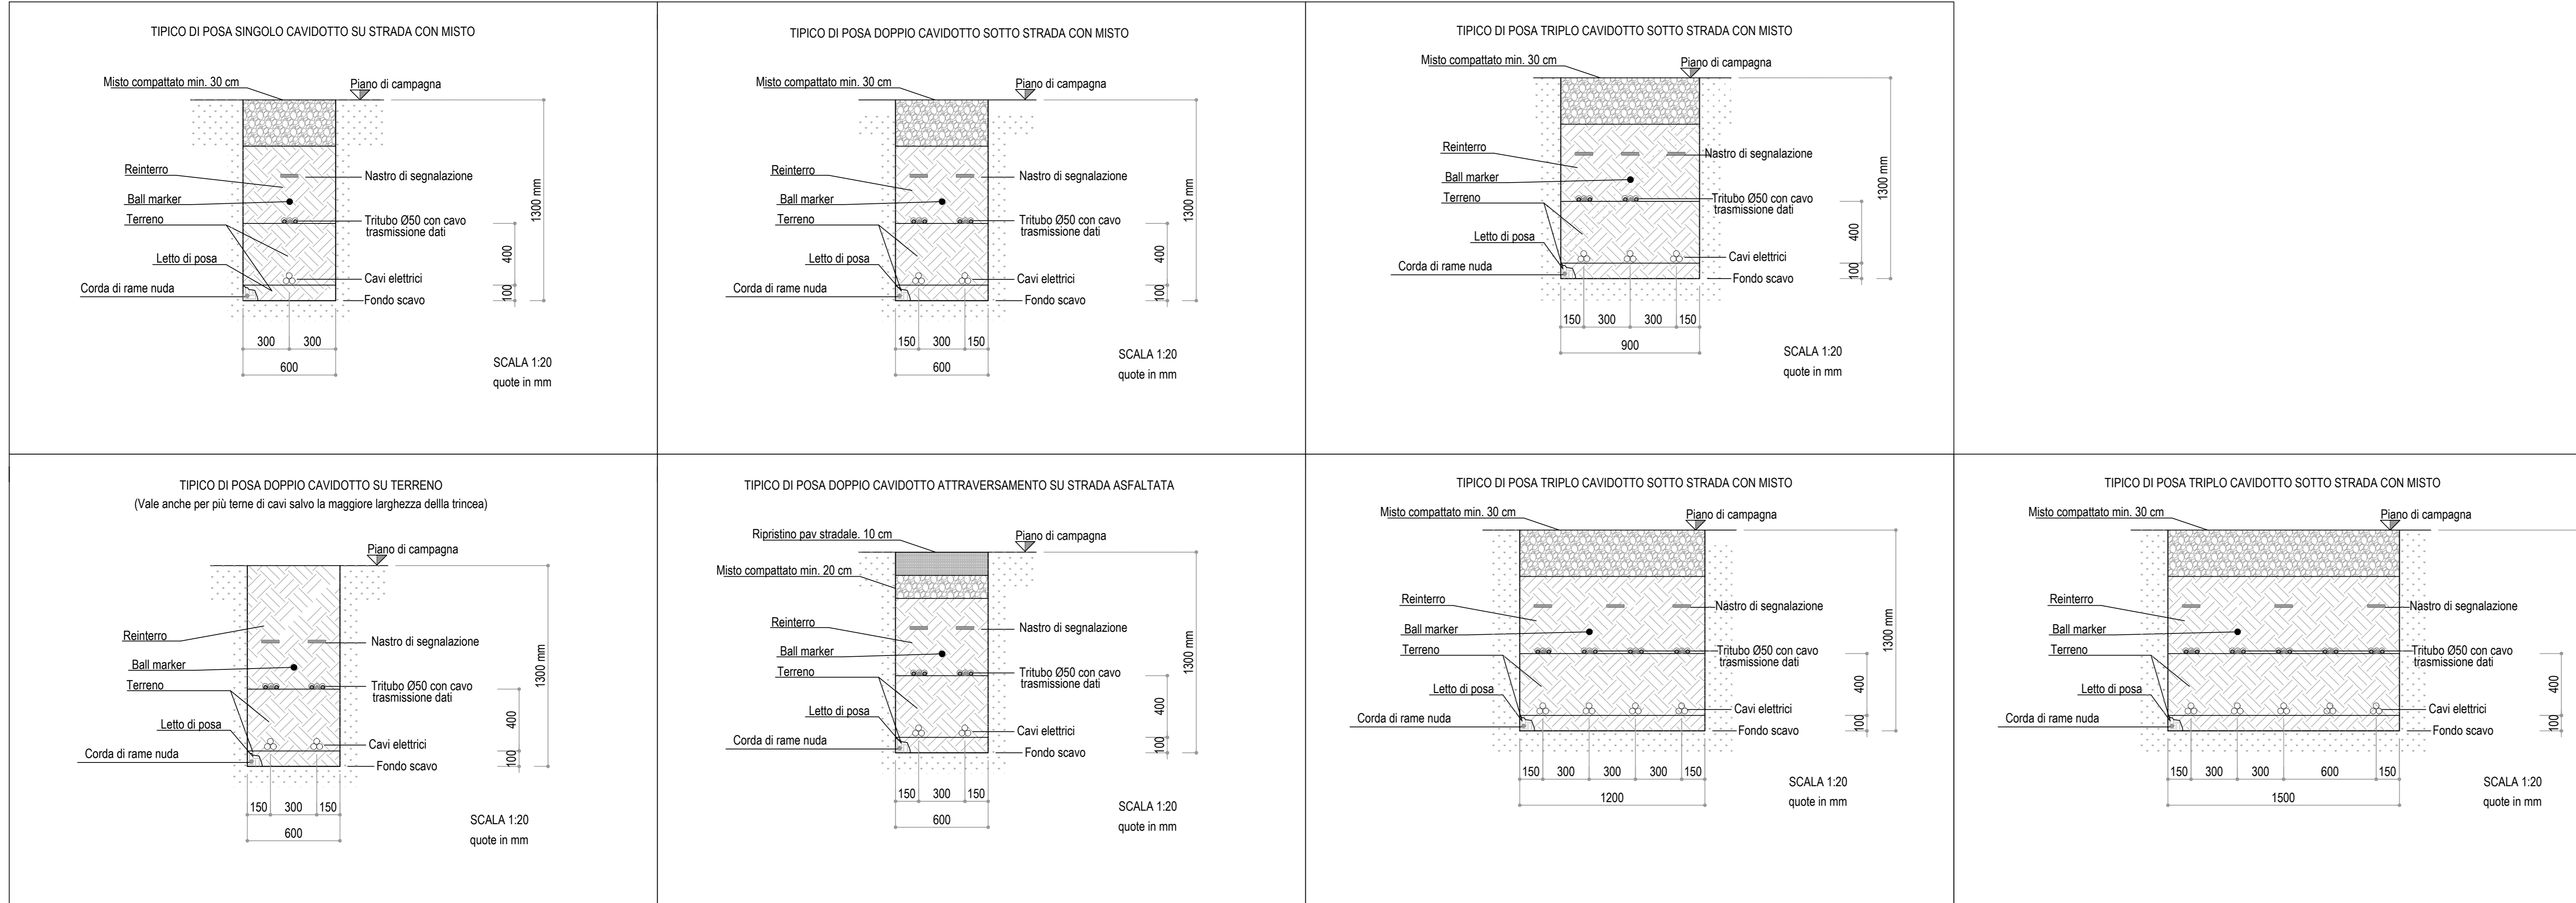 TIPICO DI POSA SINGOLO CAVIDOTTO SU STRADA CON MISTO
Misto compattato min. 30 cm
Piano di campagna
Reinterro
Nastro di segnalazione
Ball marker
Tritubo Ø50 con cavo
trasmissione dati
Terreno
Letto di posa
Cavi elettrici
Corda di rame nuda
Fondo scavo
1300 mm
400
100
300
300
600
SCALA 1:20
quote in mm
TIPICO DI POSA DOPPIO CAVIDOTTO SOTTO STRADA CON MISTO
Misto compattato min. 30 cm
Piano di campagna
Reinterro
Nastro di segnalazione
Ball marker
Tritubo Ø50 con cavo
trasmissione dati
Terreno
Letto di posa
Cavi elettrici
Corda di rame nuda
Fondo scavo
1300 mm
400
100
150
300
150
600
SCALA 1:20
quote in mm
TIPICO DI POSA TRIPLO CAVIDOTTO SOTTO STRADA CON MISTO
Misto compattato min. 30 cm
Piano di campagna
Reinterro
Nastro di segnalazione
Ball marker
Tritubo Ø50 con cavo
trasmissione dati
Terreno
Letto di posa
Cavi elettrici
Corda di rame nuda
Fondo scavo
1300 mm
400
100
150
300
300
150
900
SCALA 1:20
quote in mm
TIPICO DI POSA DOPPIO CAVIDOTTO SU TERRENO
(Vale anche per più terne di cavi salvo la maggiore larghezza dellla trincea)
Piano di campagna
Reinterro
Nastro di segnalazione
Ball marker
Tritubo Ø50 con cavo
trasmissione dati
Terreno
Letto di posa
Cavi elettrici
Corda di rame nuda
Fondo scavo
1300 mm
400
100
150
300
150
600
SCALA 1:20
quote in mm
TIPICO DI POSA DOPPIO CAVIDOTTO ATTRAVERSAMENTO SU STRADA ASFALTATA
Ripristino pav stradale. 10 cm
Piano di campagna
Misto compattato min. 20 cm
Reinterro
Nastro di segnalazione
Ball marker
Tritubo Ø50 con cavo
trasmissione dati
Terreno
Letto di posa
Cavi elettrici
Corda di rame nuda
Fondo scavo
1300 mm
400
100
150
300
150
600
SCALA 1:20
quote in mm
TIPICO DI POSA TRIPLO CAVIDOTTO SOTTO STRADA CON MISTO
Misto compattato min. 30 cm
Piano di campagna
Reinterro
Nastro di segnalazione
Ball marker
Tritubo Ø50 con cavo
trasmissione dati
Terreno
Letto di posa
Cavi elettrici
Corda di rame nuda
Fondo scavo
1300 mm
400
100
150
300
300
300
150
1200
SCALA 1:20
quote in mm
TIPICO DI POSA TRIPLO CAVIDOTTO SOTTO STRADA CON MISTO
Misto compattato min. 30 cm
Piano di campagna
Reinterro
Nastro di segnalazione
Ball marker
Tritubo Ø50 con cavo
trasmissione dati
Terreno
Letto di posa
Cavi elettrici
Corda di rame nuda
Fondo scavo
400
100
150
300
300
600
150
1500
SCALA 1:20
quote in mm